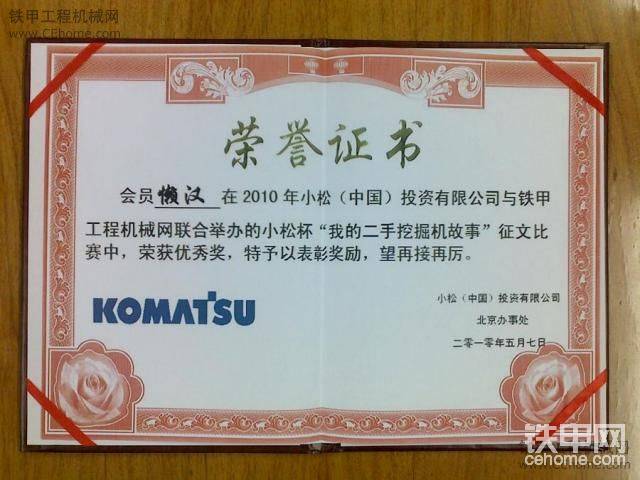 铁甲工程机械网
www.CEhome.com
荣誉证书
会员懒汉在2010年小松（中国）投资有限公司与铁甲
工程机械网联合举办的小松杯“我的二手挖掘机故事”征文比
赛中，荣获优秀奖，特予以表彰奖励，望再接再厉。
KOMATSU
小松（中国）投资有限公司
北京办事处
二零一零年五月七日
铁甲网
cehome.com